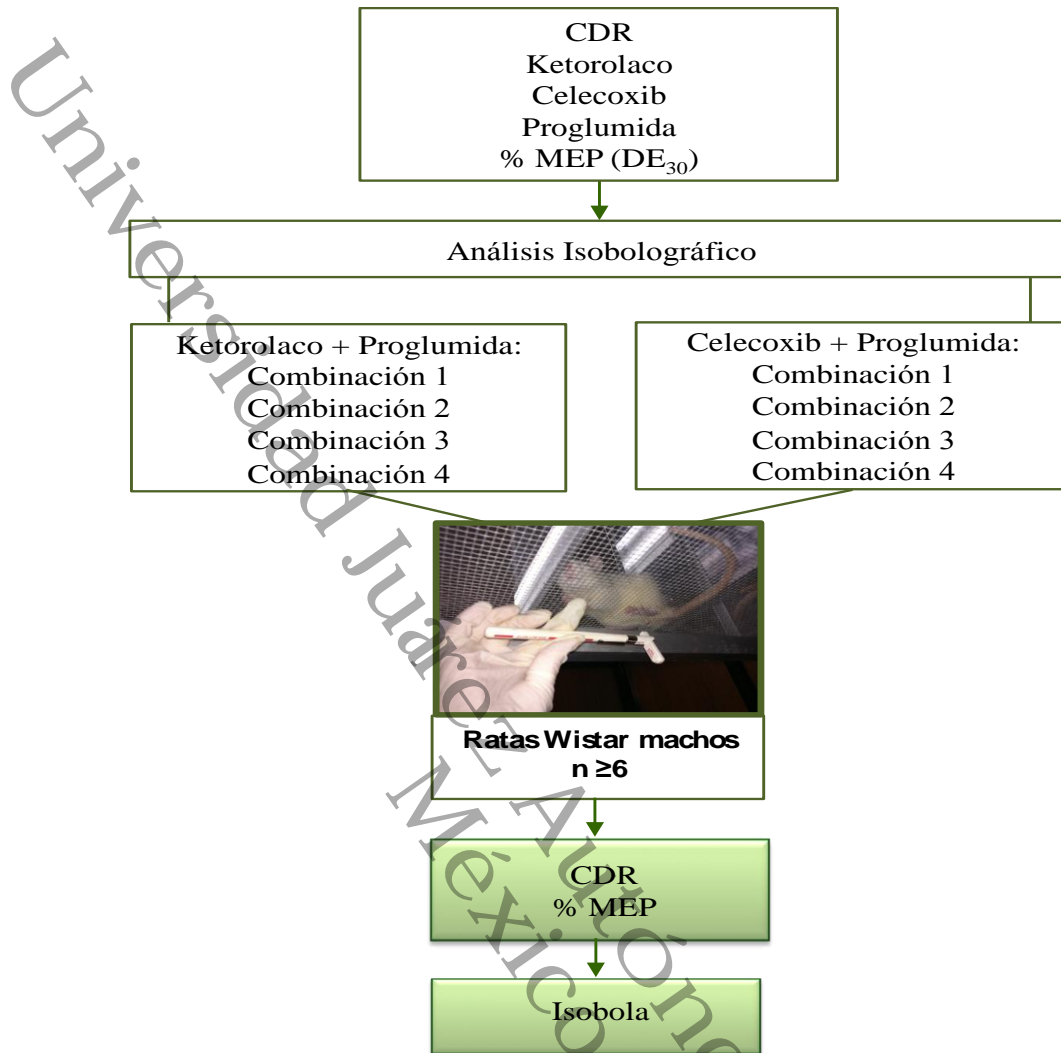 CDR
Ketorolaco
Celecoxib
Proglumida
% MEP (DE30)
Análisis Isobolográfico
Ketorolaco + Proglumida:
Combinación 1
Combinación 2
Combinación 3
Combinación 4
Celecoxib + Proglumida:
Combinación 1
Combinación 2
Combinación 3
Combinación 4
Ratas Wistar machos
n ≥6
CDR
% MEP
Isobola
Universidad Juárez Autóno
México